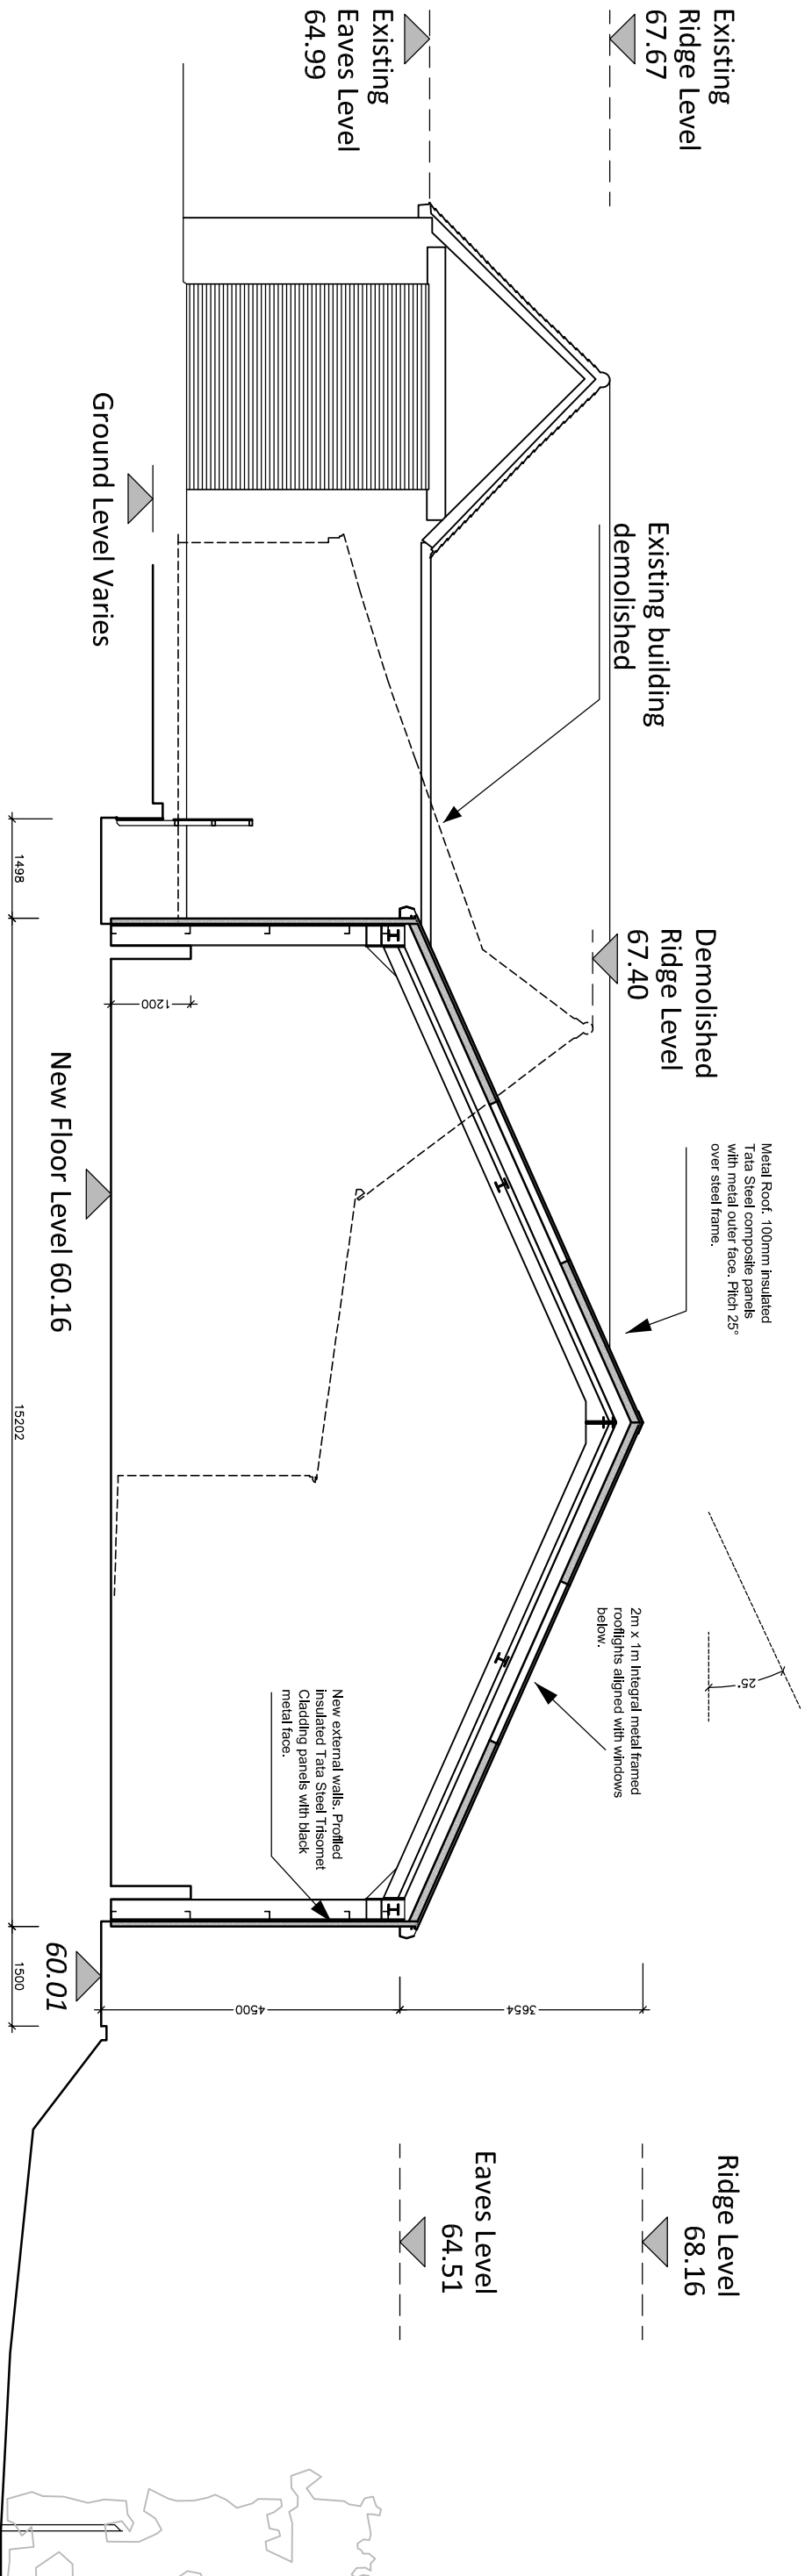 Existing
Ridge Level
67.67
Existing
Eaves Level
64.99
Existing building
demolished
Ground Level Varies
Demolished
Ridge Level
67.40
Metal Roof. 100mm insulated
Tata Steel composite panels
with metal outer face. Pitch 25°
over steel frame.
25°
2m x 1m Integral metal framed
rooflights aligned with windows
below.
New external walls. Profiled
insulated Tata Steel Trisomet
Cladding panels with black
metal face.
Ridge Level
68.16
Eaves Level
64.51
3654
4500
1200
New Floor Level 60.16
60.01
1498
15202
1500